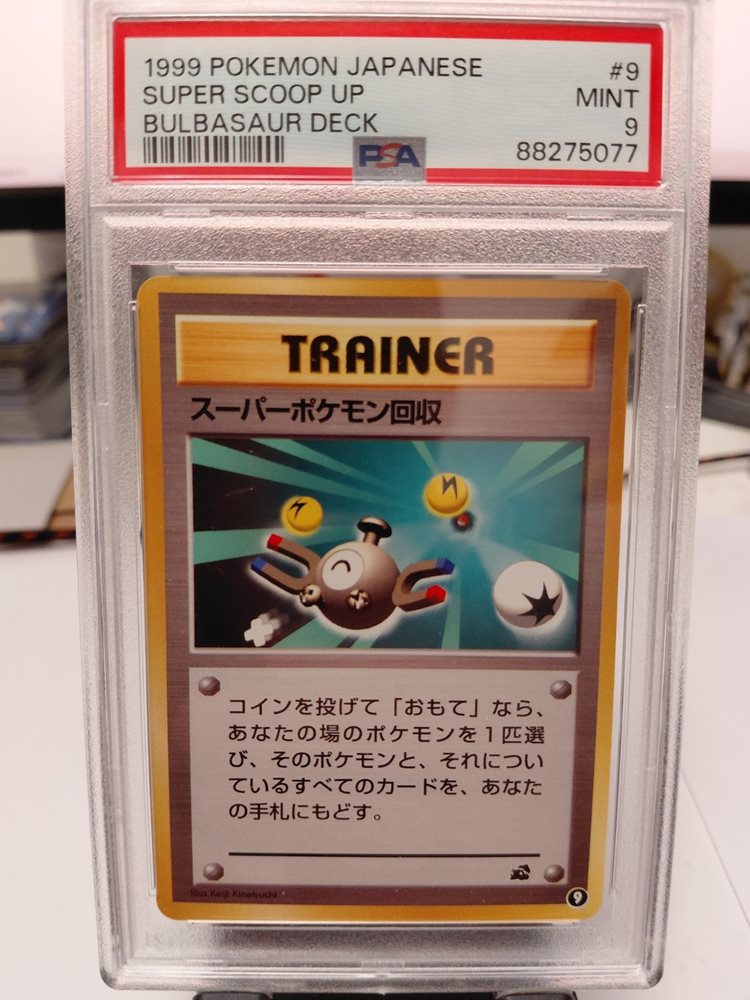 1999 POKEMON JAPANESE #9
SUPER SCOOP UP MINT
BULBASAUR DECK 9
PSA 88275077
TRAINER
スーパーポケモン回収
コインを投げて「おもて」なら、
あなたの場のポケモンを1匹選
び、そのポケモンと、それについ
ているすべてのカードを、あなた
の手札にもどす。
Illus. Keiji Kinebuchi
9